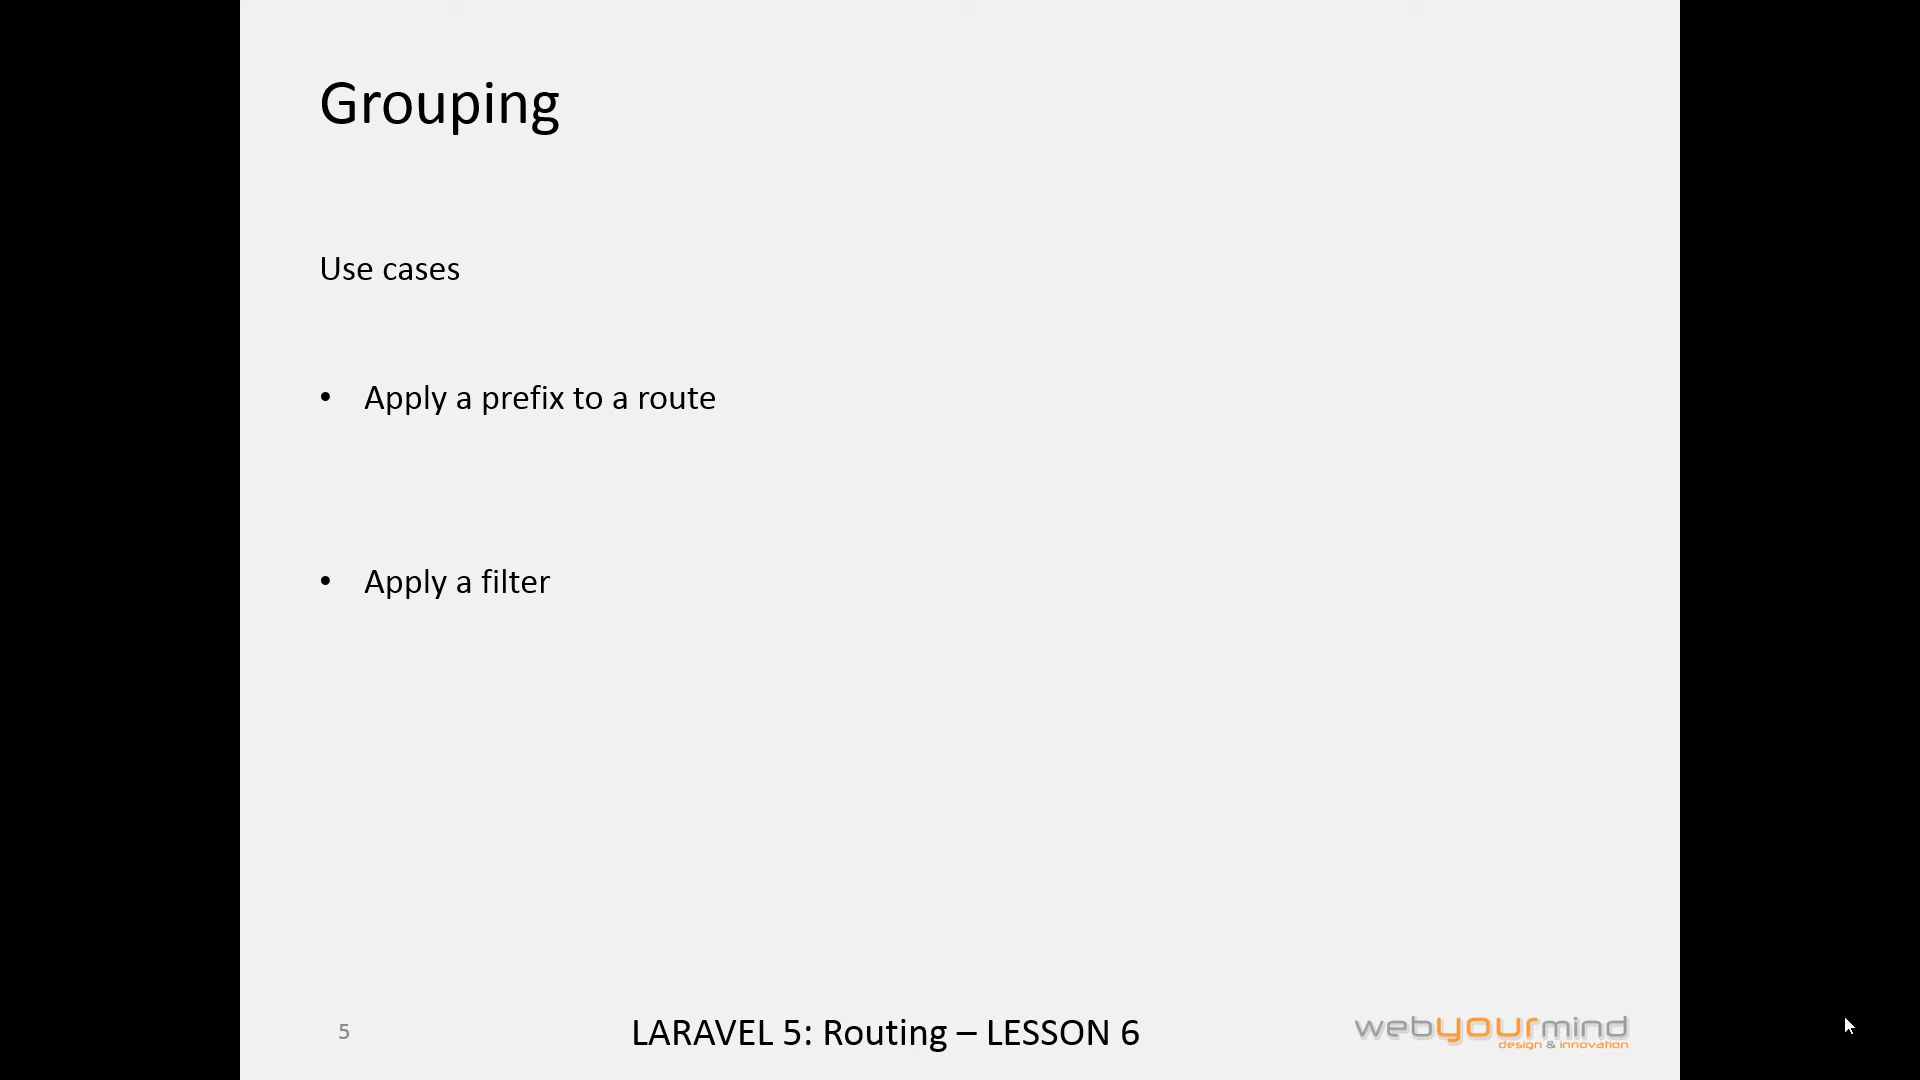 Grouping
Use cases
• Apply a prefix to a route
• Apply a filter
5
LARAVEL 5: Routing – LESSON 6
webyourmind
design & innovation